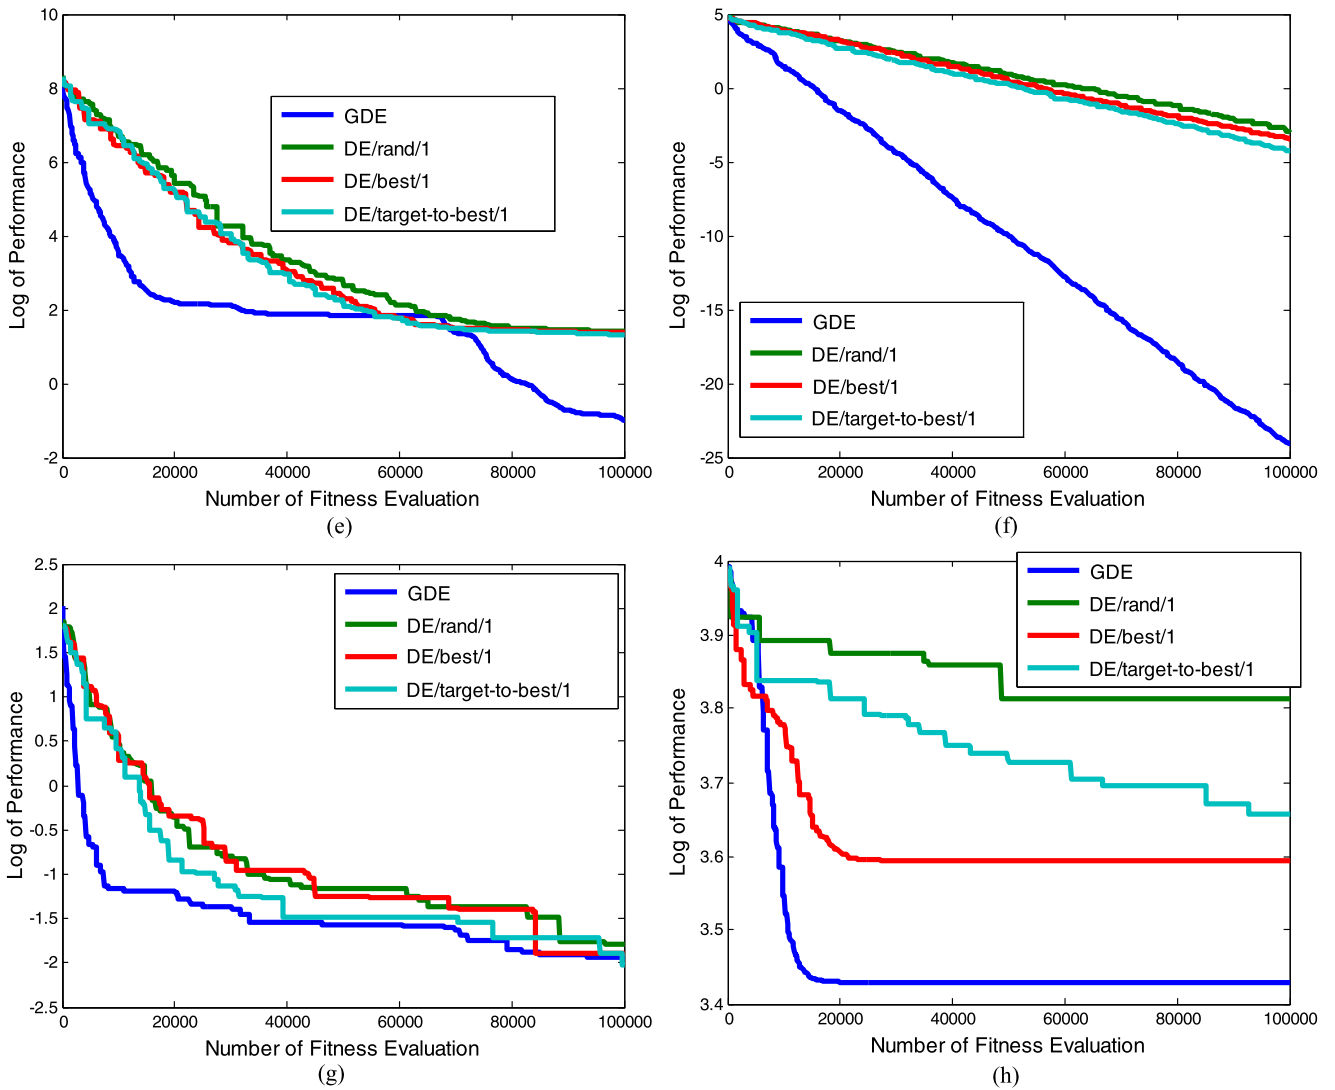 10
8
6
4
2
0
-2
Log of Performance
GDE
DE/rand/1
DE/best/1
DE/target-to-best/1
0 20000 40000 60000 80000 100000
Number of Fitness Evaluation
(e)
5
0
-5
-10
-15
-20
-25
Log of Performance
GDE
DE/rand/1
DE/best/1
DE/target-to-best/1
0 20000 40000 60000 80000 100000
Number of Fitness Evaluation
(f)
2.5
2
1.5
1
0.5
0
-0.5
-1
-1.5
-2
-2.5
Log of Performance
GDE
DE/rand/1
DE/best/1
DE/target-to-best/1
0 20000 40000 60000 80000 100000
Number of Fitness Evaluation
(g)
4
3.9
3.8
3.7
3.6
3.5
3.4
Log of Performance
GDE
DE/rand/1
DE/best/1
DE/target-to-best/1
0 20000 40000 60000 80000 100000
Number of Fitness Evaluation
(h)